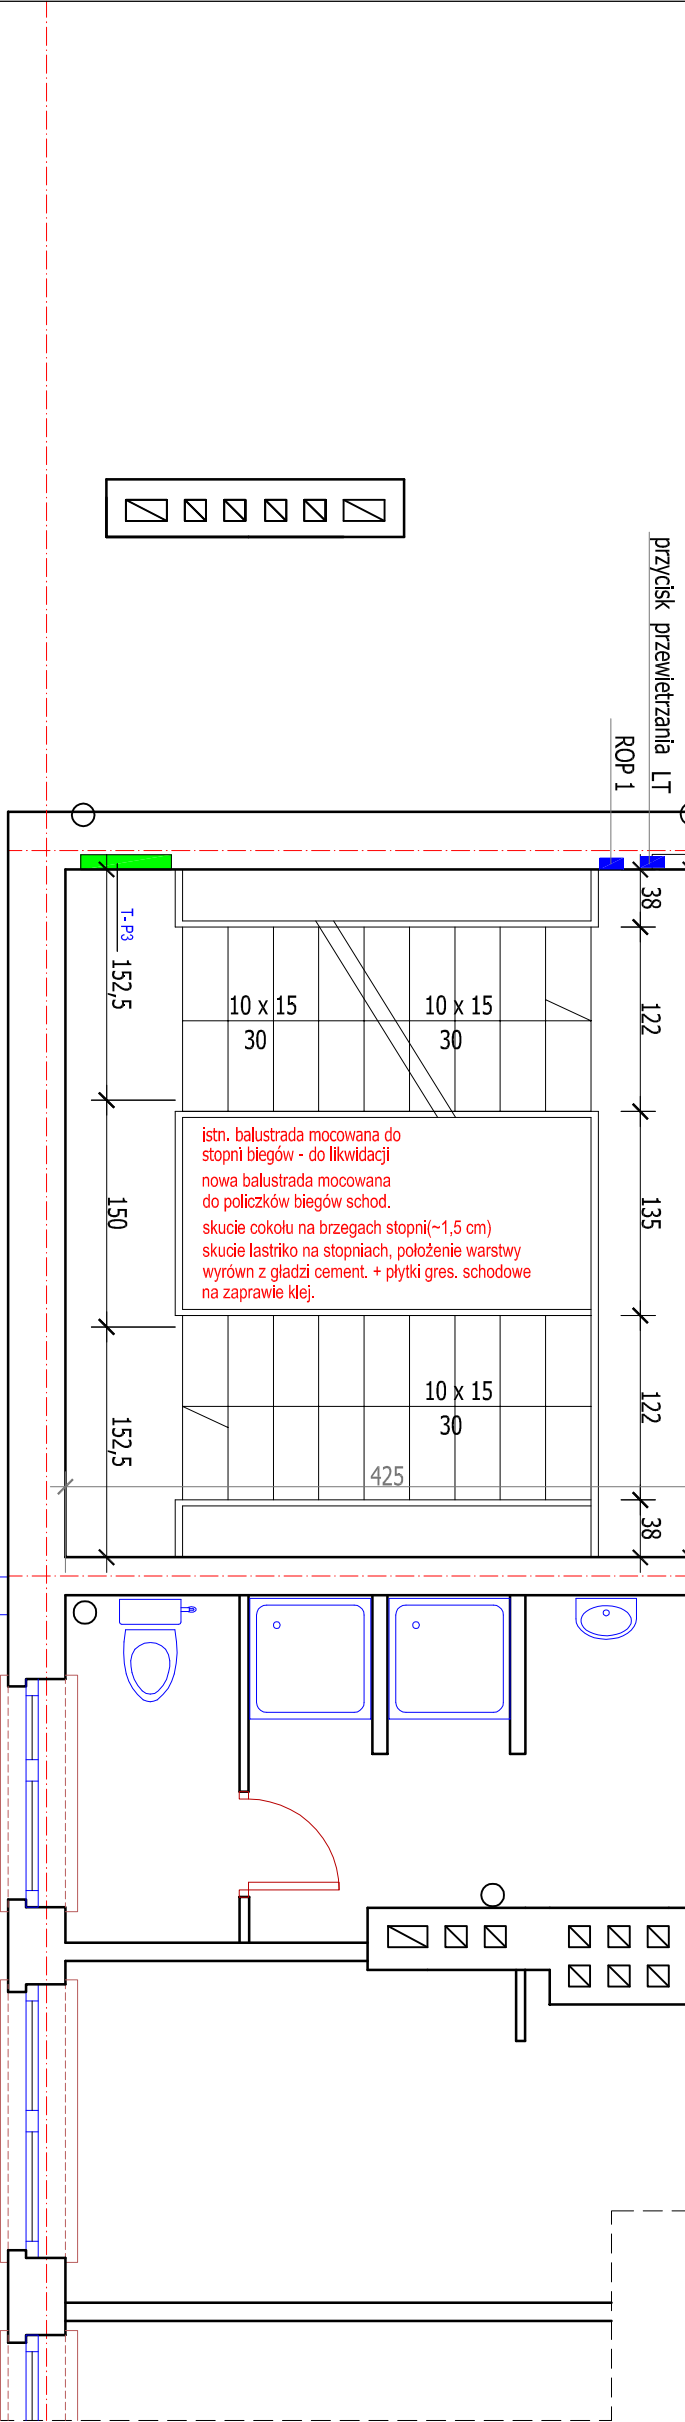 przycisk przewietrzania LT
ROP 1
38
T-P3
152,5
122
10 x 15
30
10 x 15
30
istn. balustrada mocowana do
stopni biegów - do likwidacji
nowa balustrada mocowana
do policzków biegów schod.
skucie cokołu na brzegach stopni(~1,5 cm)
skucie lastriko na stopniach, położenie warstwy
wyrówn z gładzi cement. + płytki gres. schodowe
na zaprawie klej.
150
135
10 x 15
30
122
152,5
425
38